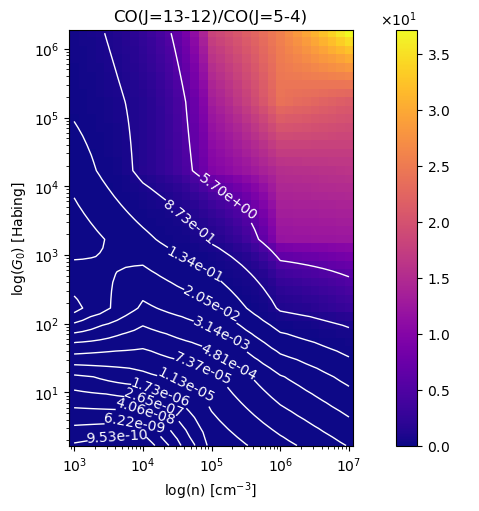 CO(J=13-12)/CO(J=5-4)
×10¹
10⁶
10⁵
10⁴
10³
10²
10¹
log(G₀) [Habing]
5.70e+00
8.73e-01
1.34e-01
2.05e-02
3.14e-03
4.81e-04
7.37e-05
1.13e-05
1.73e-06
2.65e-07
4.06e-08
6.22e-09
9.53e-10
10³ 10⁴ 10⁵ 10⁶ 10⁷
log(n) [cm⁻³]
3.5
3.0
2.5
2.0
1.5
1.0
0.5
0.0